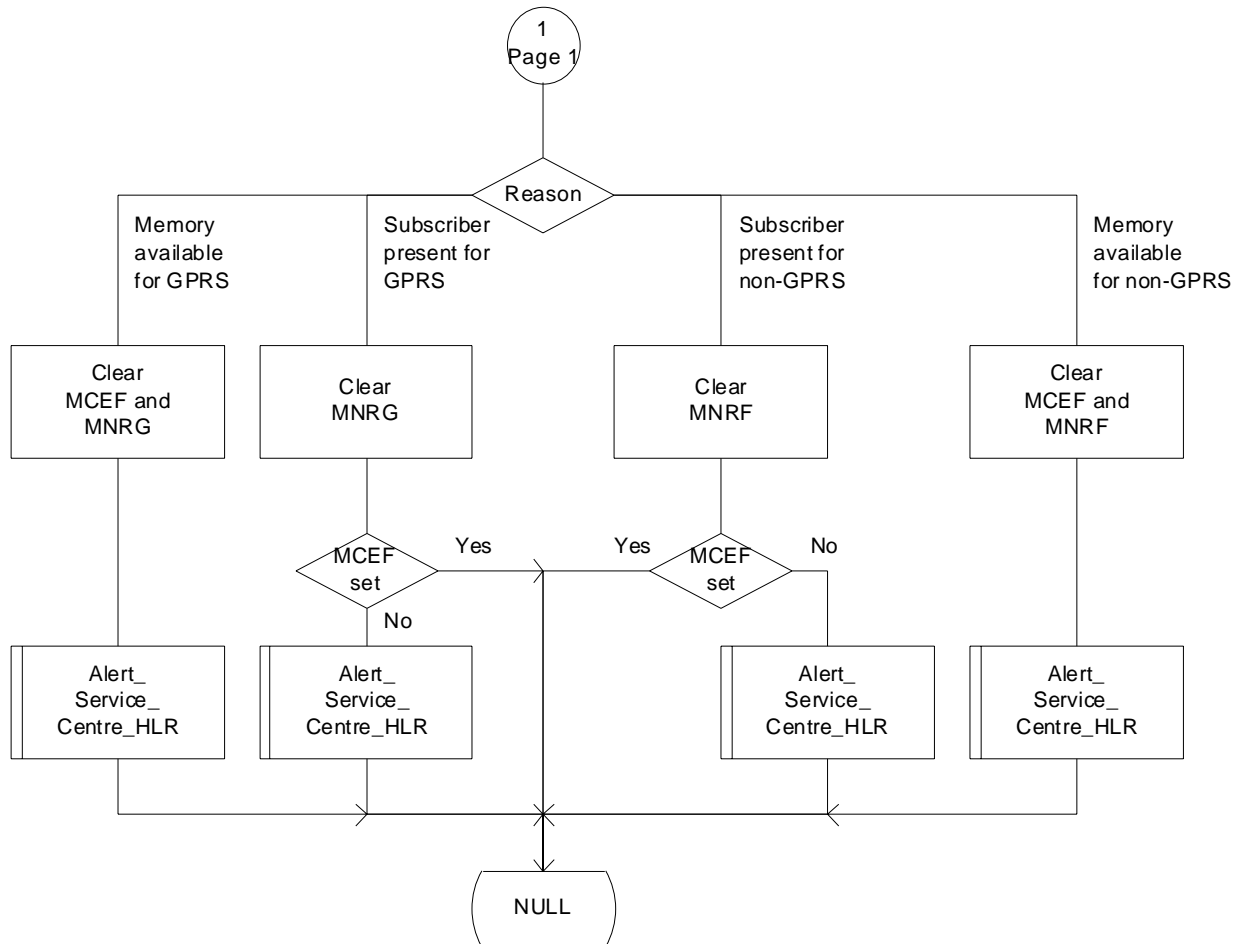 1
Page 1
Reason
Memory
available
for GPRS
Subscriber
present for
GPRS
Subscriber
present for
non-GPRS
Memory
available
for non-GPRS
Clear
MCEF and
MNRG
Clear
MNRG
Clear
MNRF
Clear
MCEF and
MNRF
MCEF
set
Yes
No
Yes
MCEF
set
No
Alert_
Service_
Centre_HLR
Alert_
Service_
Centre_HLR
Alert_
Service_
Centre_HLR
Alert_
Service_
Centre_HLR
NULL